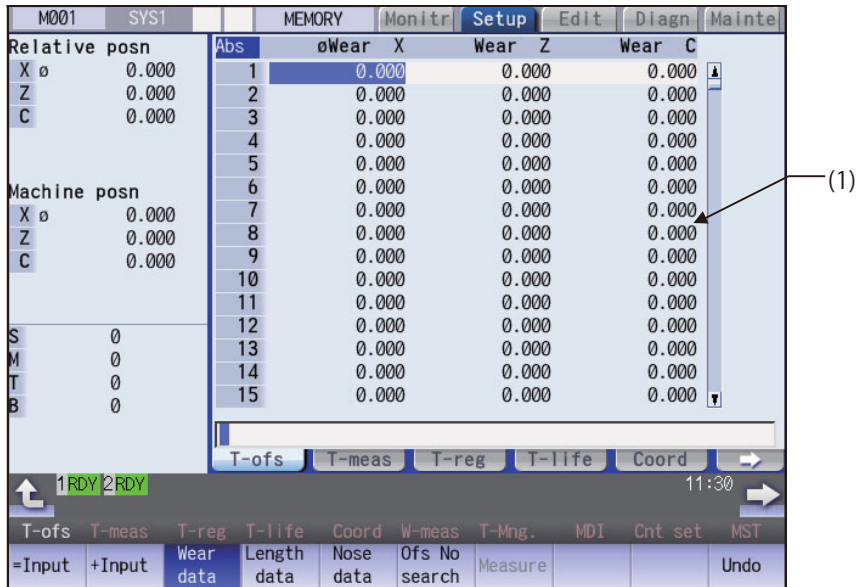 M001 SYS1 MEMORY Monitr Setup Edit Diagn Mainte
Relative posn
X ø 0.000
Z 0.000
C 0.000
Machine posn
X ø 0.000
Z 0.000
C 0.000
S 0
M 0
T 0
B 0
Abs øWear X Wear Z Wear C
1 0.000 0.000 0.000
2 0.000 0.000 0.000
3 0.000 0.000 0.000
4 0.000 0.000 0.000
5 0.000 0.000 0.000
6 0.000 0.000 0.000
7 0.000 0.000 0.000
8 0.000 0.000 0.000
9 0.000 0.000 0.000
10 0.000 0.000 0.000
11 0.000 0.000 0.000
12 0.000 0.000 0.000
13 0.000 0.000 0.000
14 0.000 0.000 0.000
15 0.000 0.000 0.000
(1)
T-ofs T-meas T-reg T-life Coord
1 RDY 2 RDY 11:30
T-ofs T-meas T-reg T-life Coord W-meas T-Mng. MDI Cnt set MST
=Input +Input Wear data Length data Nose data Ofs No search Measure Undo